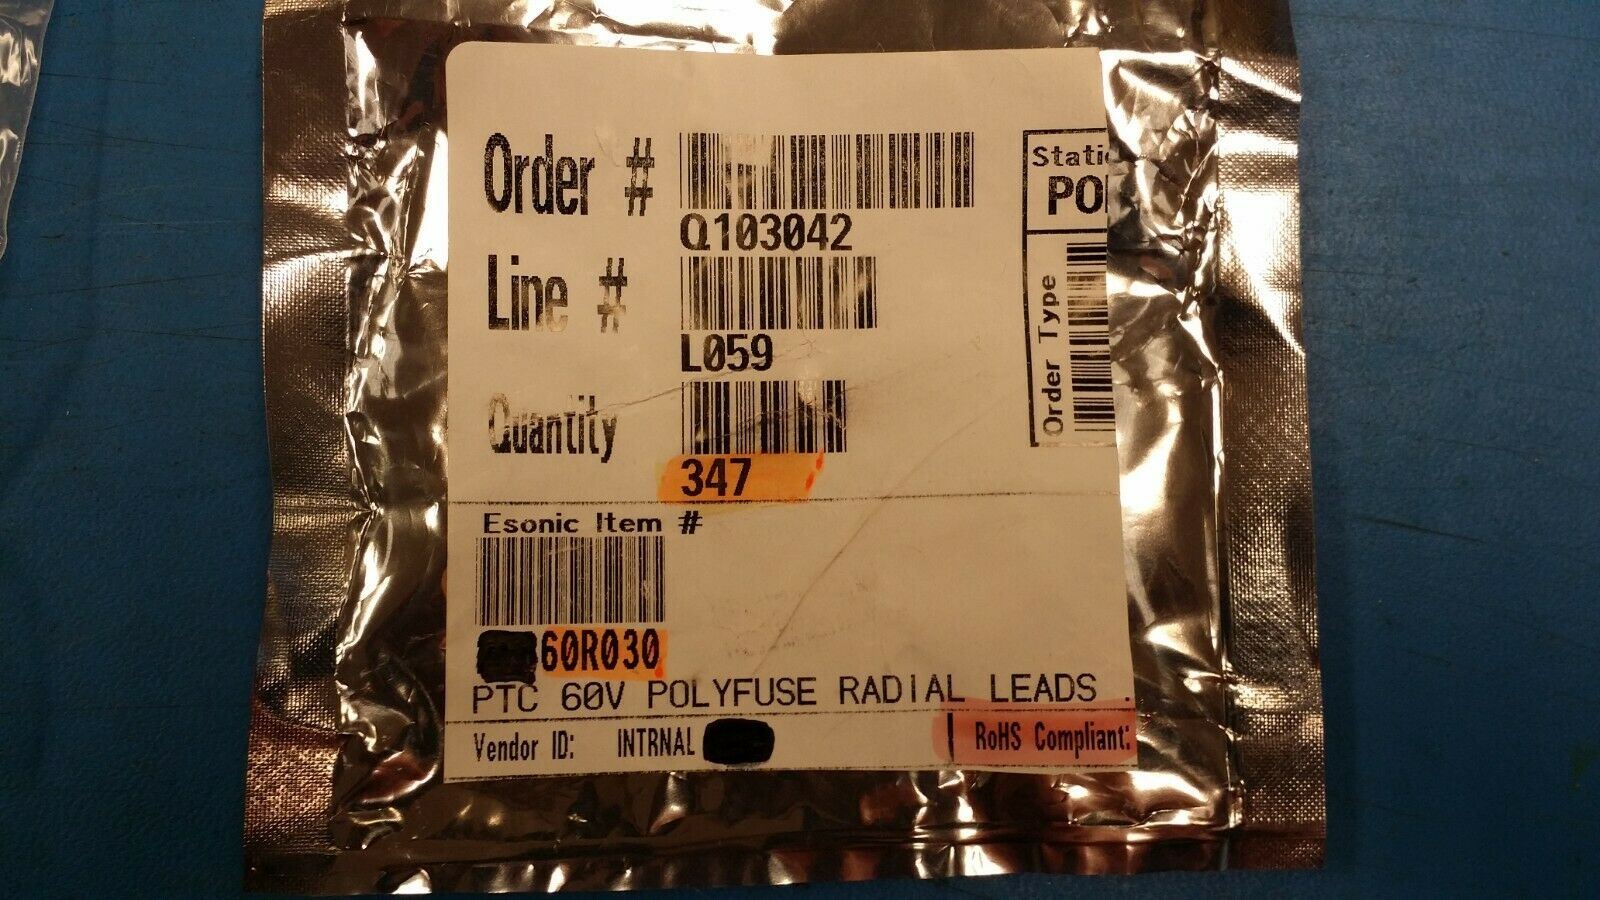 Order #
Q103042
Line #
L059
Quantity
347
Static
PO
Order Type
Esonic Item #
60R030
PTC 60V POLYFUSE RADIAL LEADS .
Vendor ID: INTRNAL
RoHS Compliant: